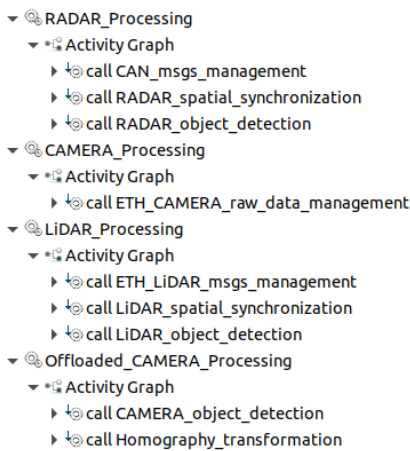 RADAR_Processing
Activity Graph
call CAN_msgs_management
call RADAR_spatial_synchronization
call RADAR_object_detection
CAMERA_Processing
Activity Graph
call ETH_CAMERA_raw_data_management
LiDAR_Processing
Activity Graph
call ETH_LiDAR_msgs_management
call LiDAR_spatial_synchronization
call LiDAR_object_detection
Offloaded_CAMERA_Processing
Activity Graph
call CAMERA_object_detection
call Homography_transformation